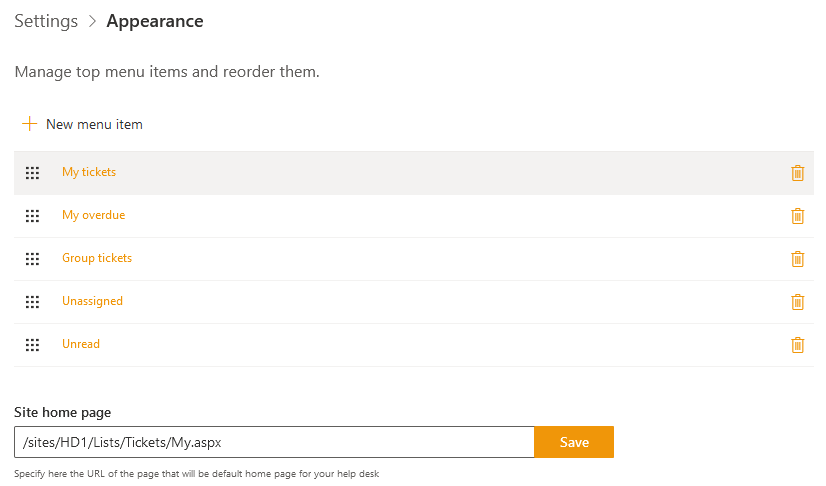 Settings > Appearance
Manage top menu items and reorder them.
New menu item
My tickets
My overdue
Group tickets
Unassigned
Unread
Site home page
/sites/HD1/Lists/Tickets/My.aspx Save
Specify here the URL of the page that will be default home page for your help desk